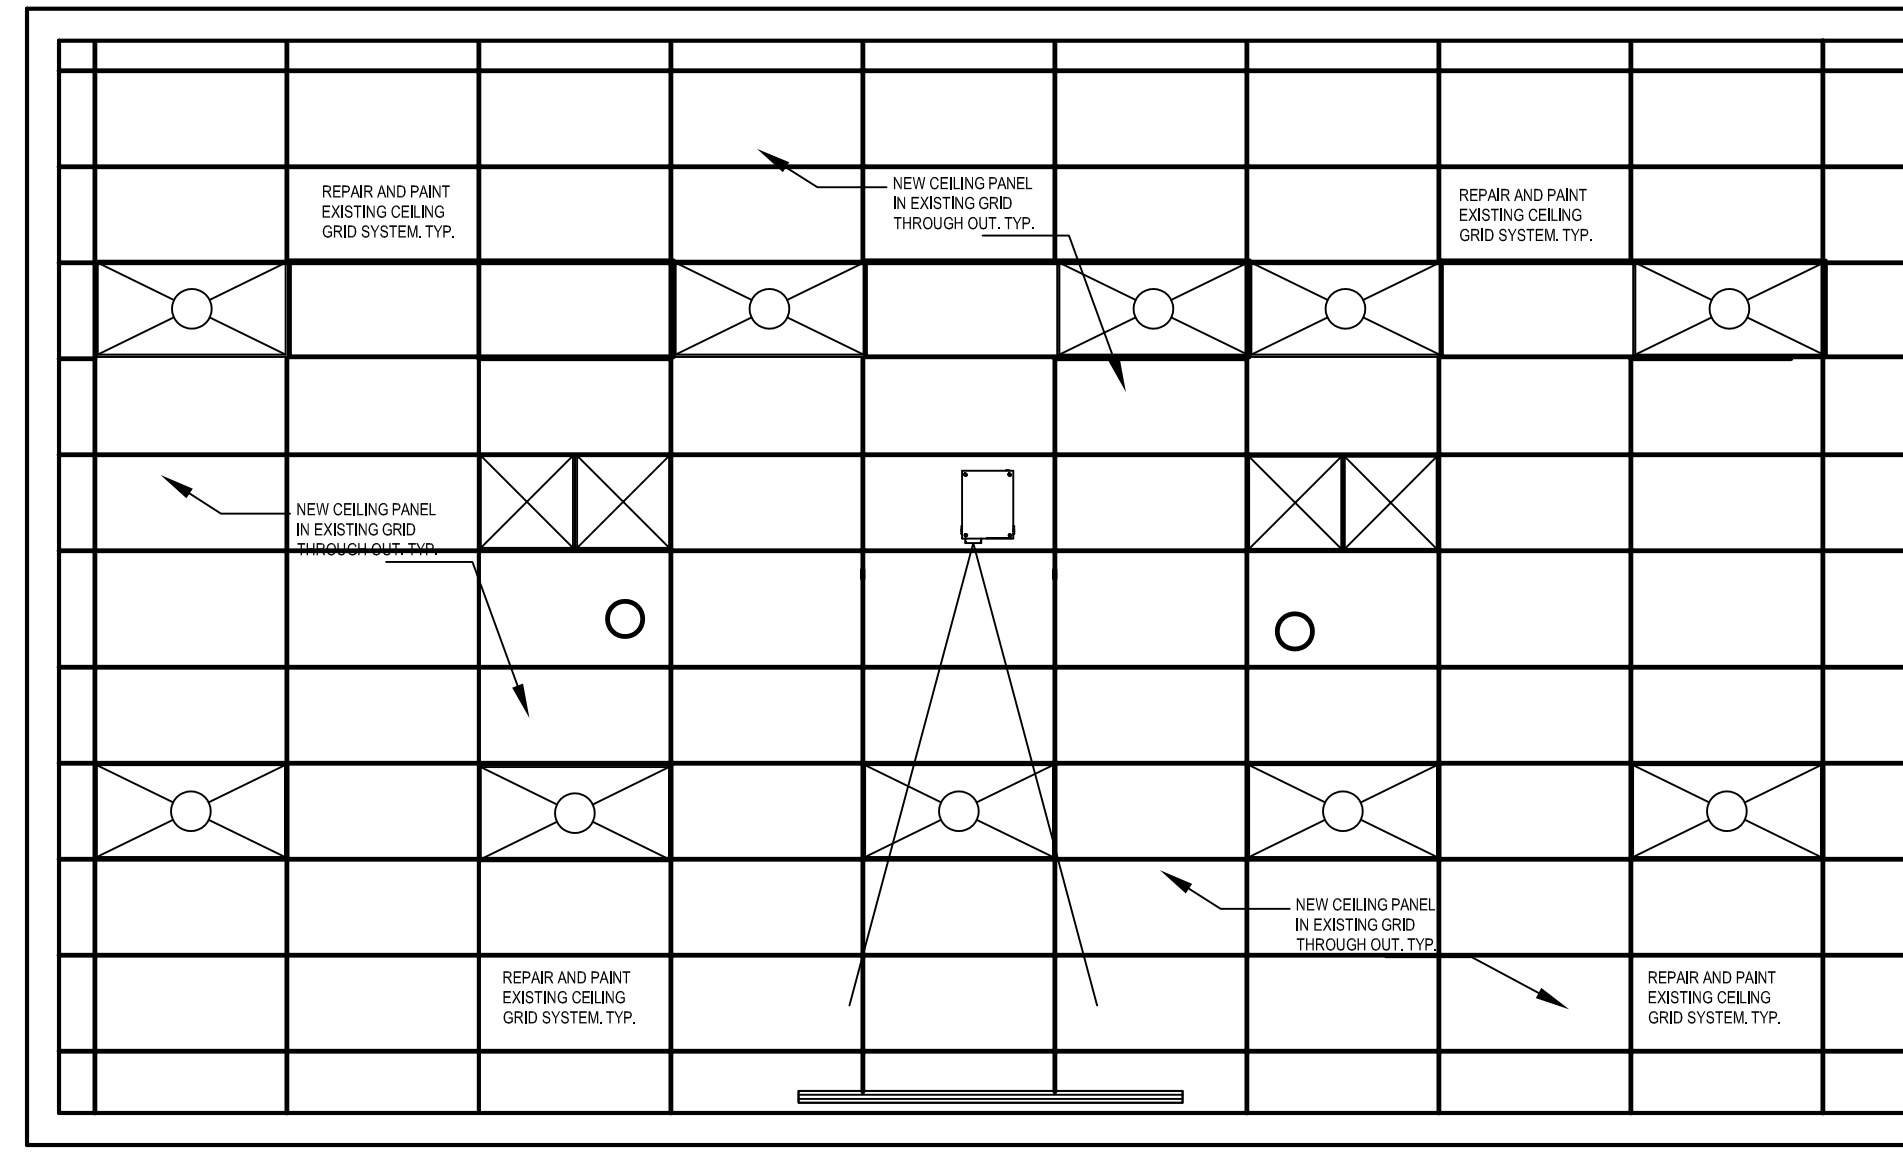 REPAIR AND PAINT
EXISTING CEILING
GRID SYSTEM. TYP.
NEW CEILING PANEL
IN EXISTING GRID
THROUGH OUT. TYP.
REPAIR AND PAINT
EXISTING CEILING
GRID SYSTEM. TYP.
NEW CEILING PANEL
IN EXISTING GRID
THROUGH OUT. TYP.
NEW CEILING PANEL
IN EXISTING GRID
THROUGH OUT. TYP.
REPAIR AND PAINT
EXISTING CEILING
GRID SYSTEM. TYP.
REPAIR AND PAINT
EXISTING CEILING
GRID SYSTEM. TYP.